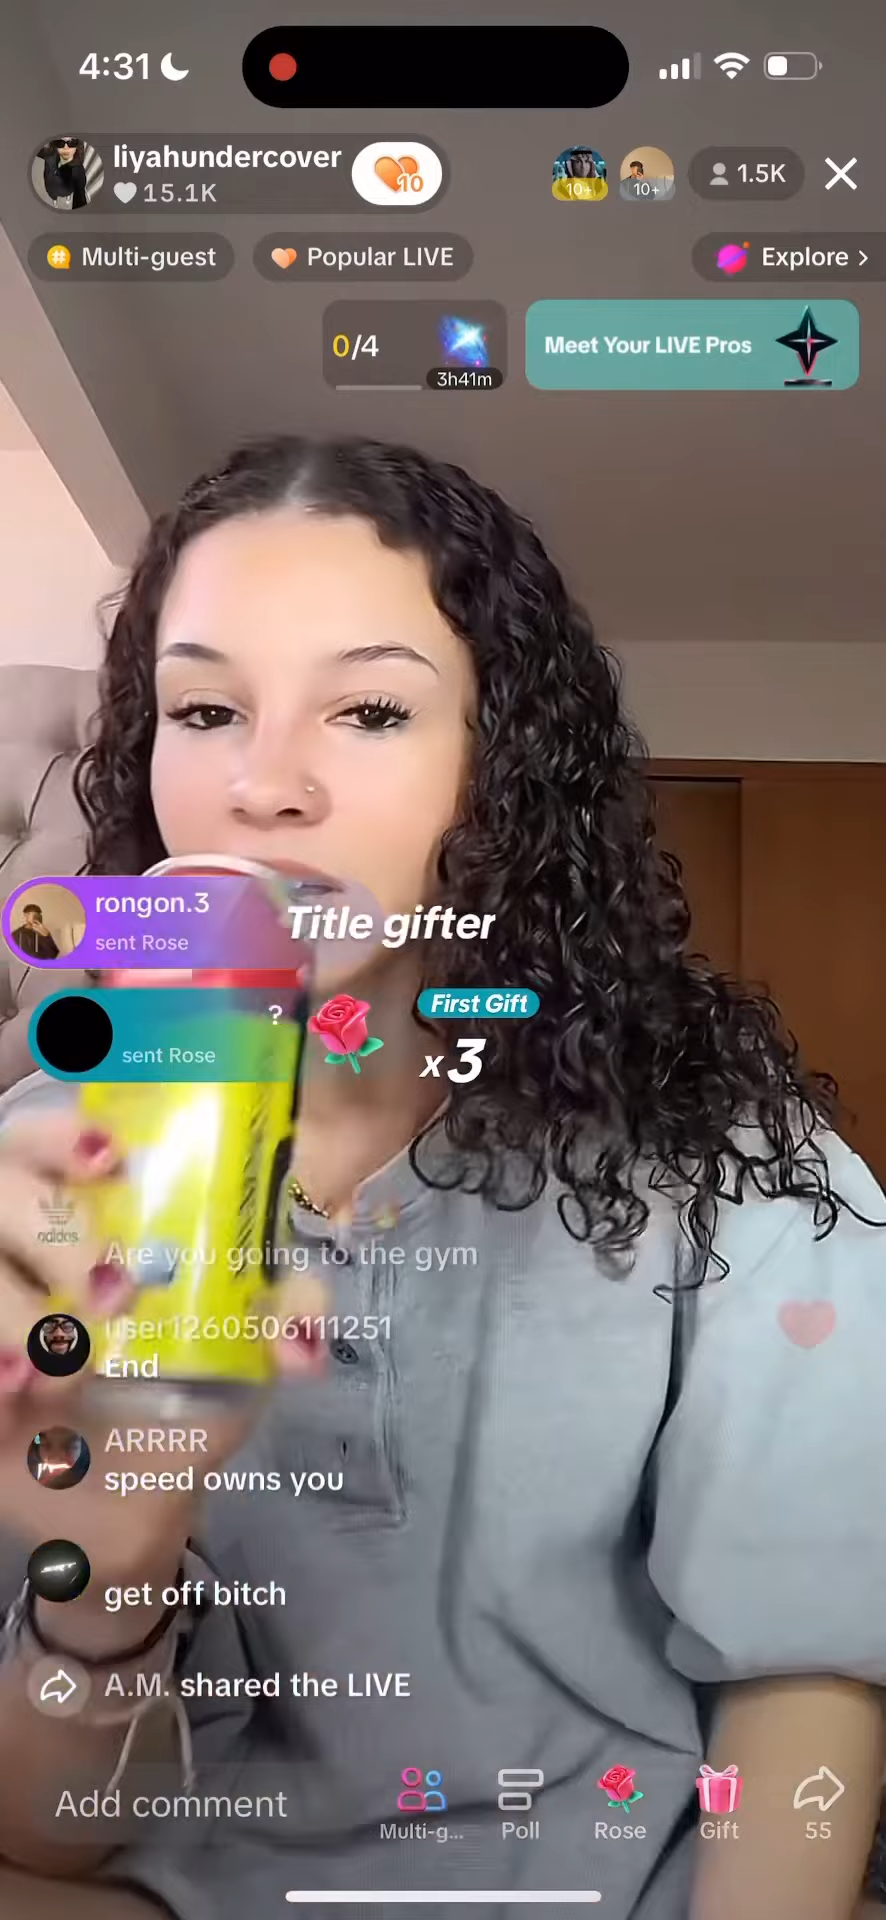 4:31
liyahundercover
15.1K
10
10+
10+
1.5K
Multi-guest
Popular LIVE
Explore >
0/4
3h41m
Meet Your LIVE Pros
rongon.3
sent Rose
Title gifter
?
sent Rose
First Gift
x3
adidas
Are you going to the gym
user1260506111251
End
ARRRR
speed owns you
get off bitch
A.M. shared the LIVE
Add comment
Multi-g...
Poll
Rose
Gift
55